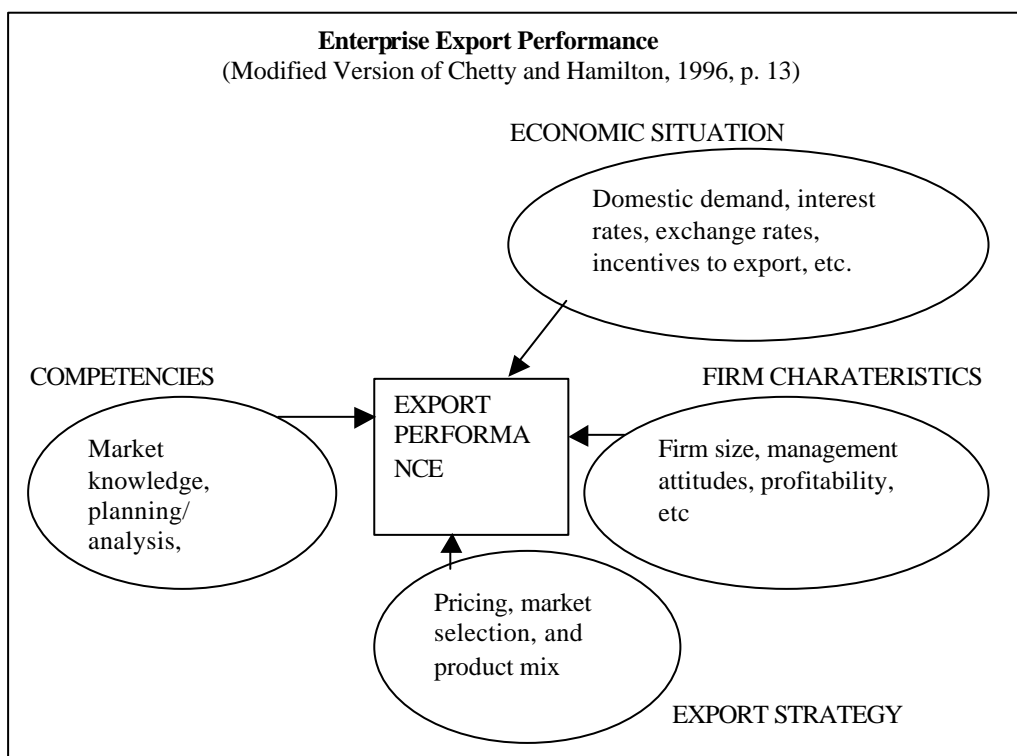 Enterprise Export Performance
(Modified Version of Chetty and Hamilton, 1996, p. 13)
ECONOMIC SITUATION
Domestic demand, interest
rates, exchange rates,
incentives to export, etc.
COMPETENCIES
FIRM CHARATERISTICS
EXPORT
PERFORMA
NCE
Market
knowledge,
planning/
analysis,
Firm size, management
attitudes, profitability,
etc
Pricing, market
selection, and
product mix
EXPORT STRATEGY